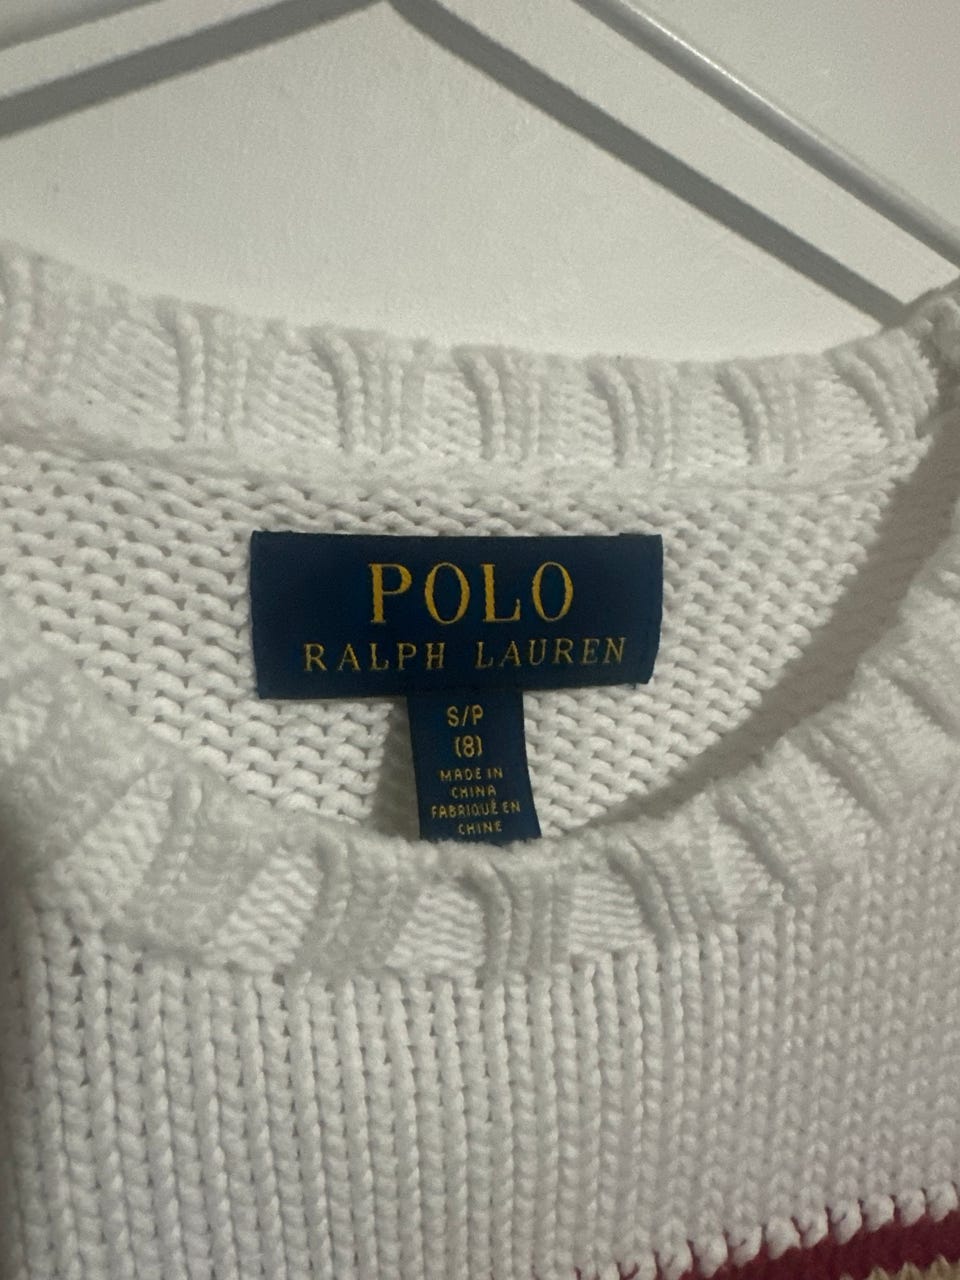 POLO
RALPH LAUREN
S/P
(8)
MADE IN
CHINA
FABRIQUÉ EN
CHINE